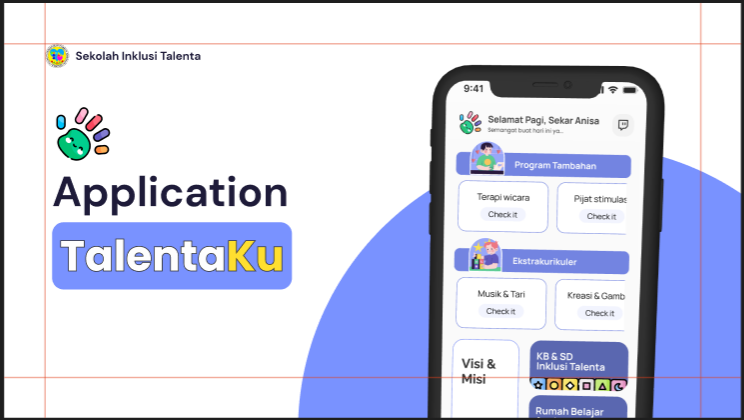 Sekolah Inklusi Talenta
Application
TalentaKu
9:41
Selamat Pagi, Sekar Anisa
Semangat buat hari ini ya...
Program Tambahan
Terapi wicara
Check it
Pijat stimulas
Check it
Ekstrakurikuler
Musik & Tari
Check it
Kreasi & Gamb
Check it
Visi &
Misi
KB & SD
Inklusi Talenta
Rumah Belajar